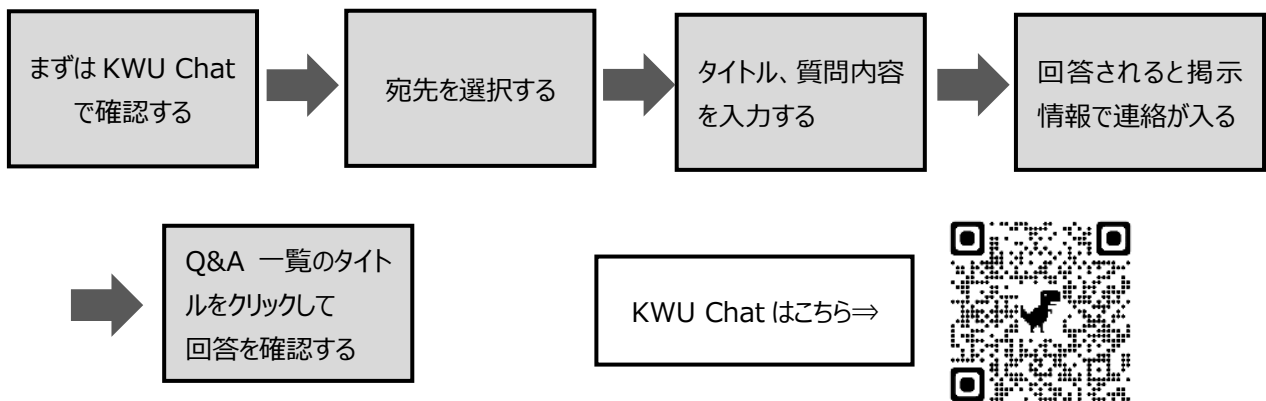 まずは KWU Chat
で確認する
宛先を選択する
タイトル、質問内容
を入力する
回答されると掲示
情報で連絡が入る
Q&A 一覧のタイト
ルをクリックして
回答を確認する
KWU Chat はこちら⇒